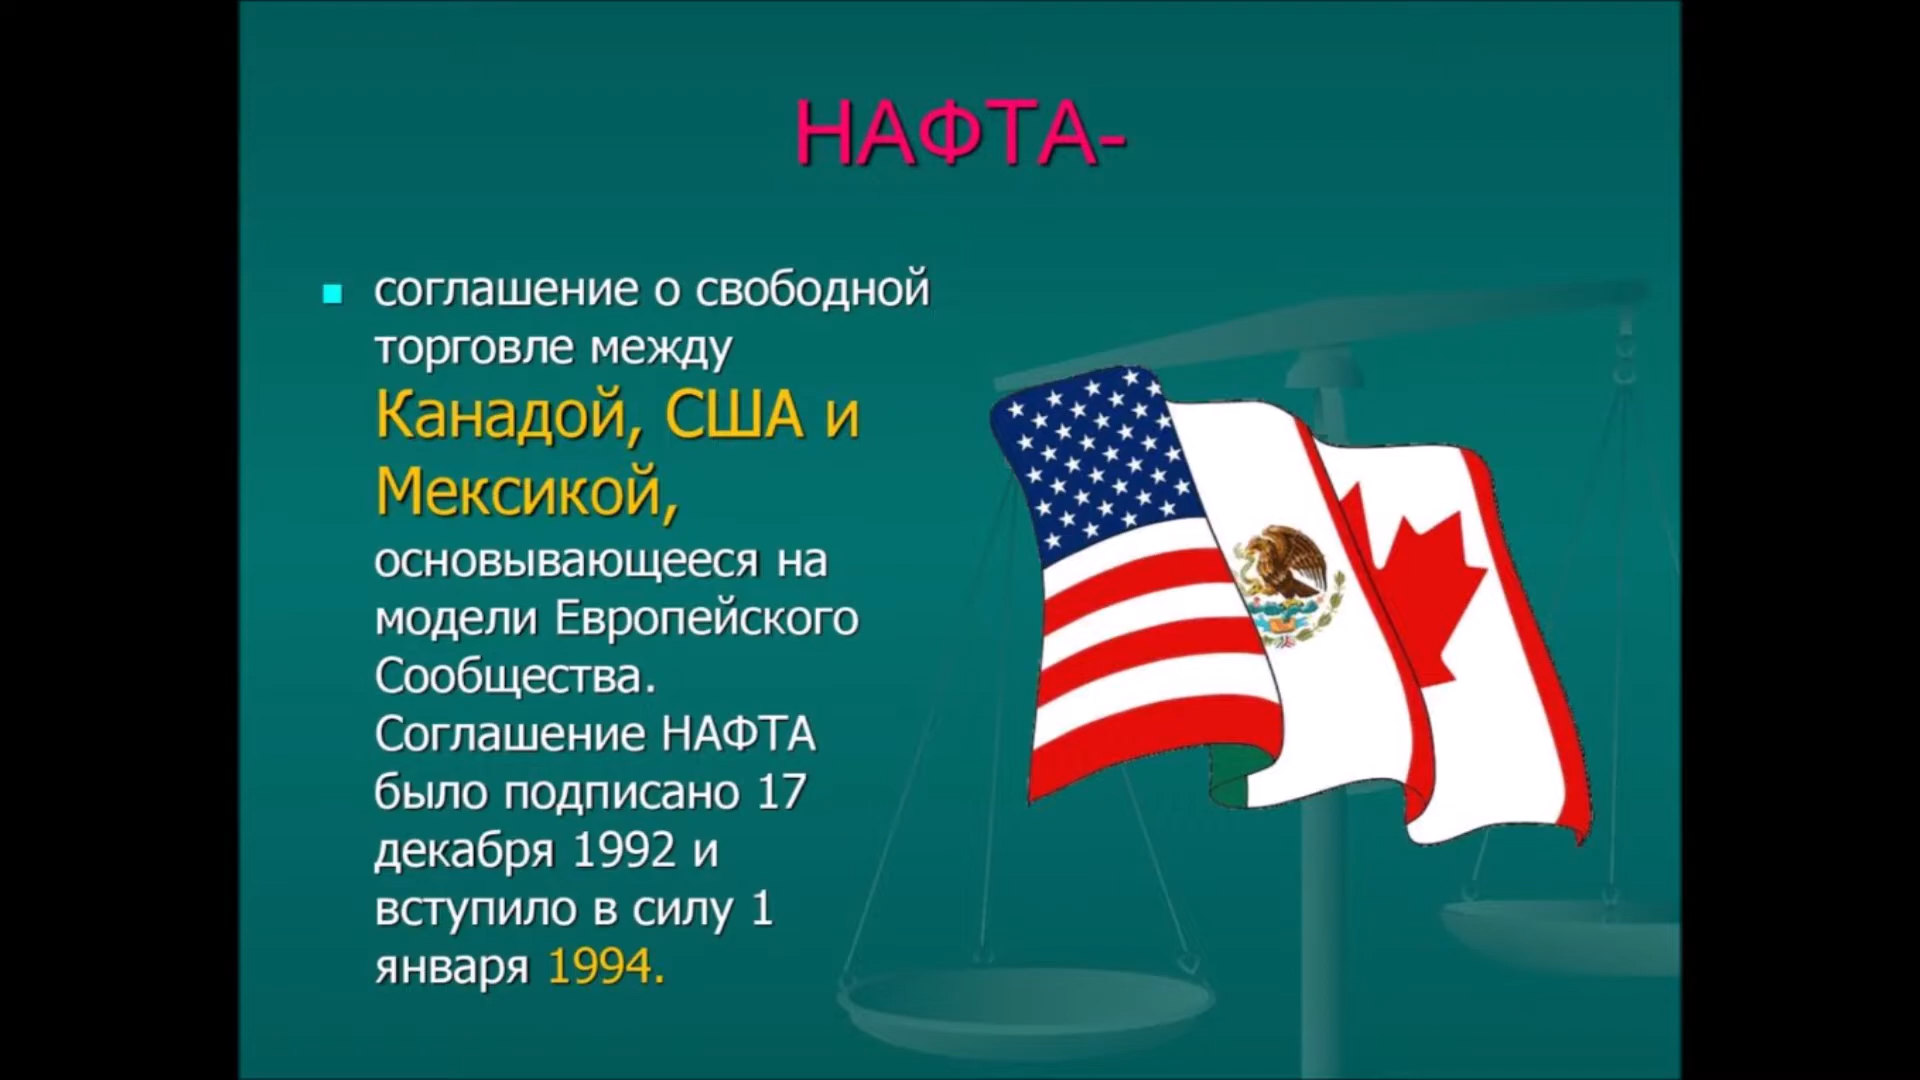 НАФТА-
соглашение о свободной
торговле между
Канадой, США и
Мексикой,
основывающееся на
модели Европейского
Сообщества.
Соглашение НАФТА
было подписано 17
декабря 1992 и
вступило в силу 1
января 1994.